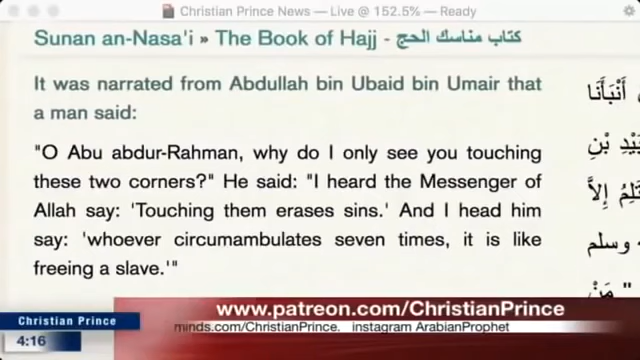 Christian Prince News — Live @ 152.5% — Ready
Sunan an-Nasa'i » The Book of Hajj - كتاب مناسك الحج
It was narrated from Abdullah bin Ubaid bin Umair that
a man said:
"O Abu abdur-Rahman, why do I only see you touching
these two corners?" He said: "I heard the Messenger of
Allah say: 'Touching them erases sins.' And I head him
say: 'whoever circumambulates seven times, it is like
freeing a slave.'"
أَنْبَأَنَا
بْنِ
إِلاَّ
وسلم
" مَنْ
www.patreon.com/ChristianPrince
Christian Prince
minds.com/ChristianPrince. instagram ArabianProphet
4:16